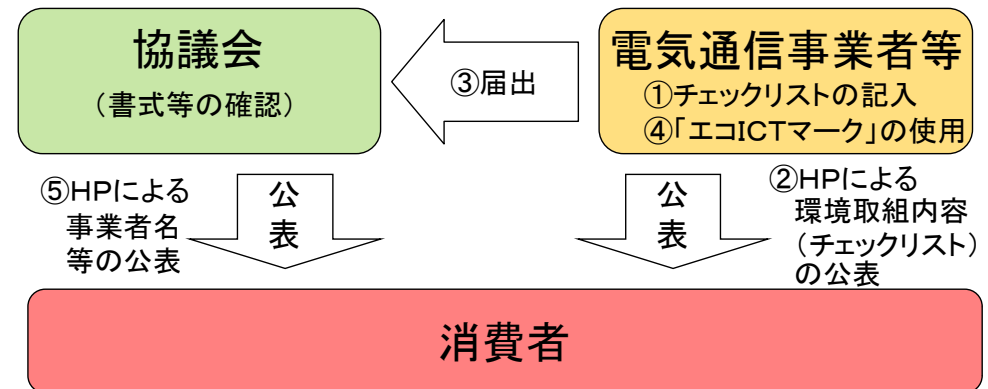 協議会
（書式等の確認）
③届出
電気通信事業者等
①チェックリストの記入
④「エコICTマーク」の使用
⑤HPによる
事業者名
等の公表
公
表
公
表
②HPによる
環境取組内容
（チェックリスト）
の公表
消費者